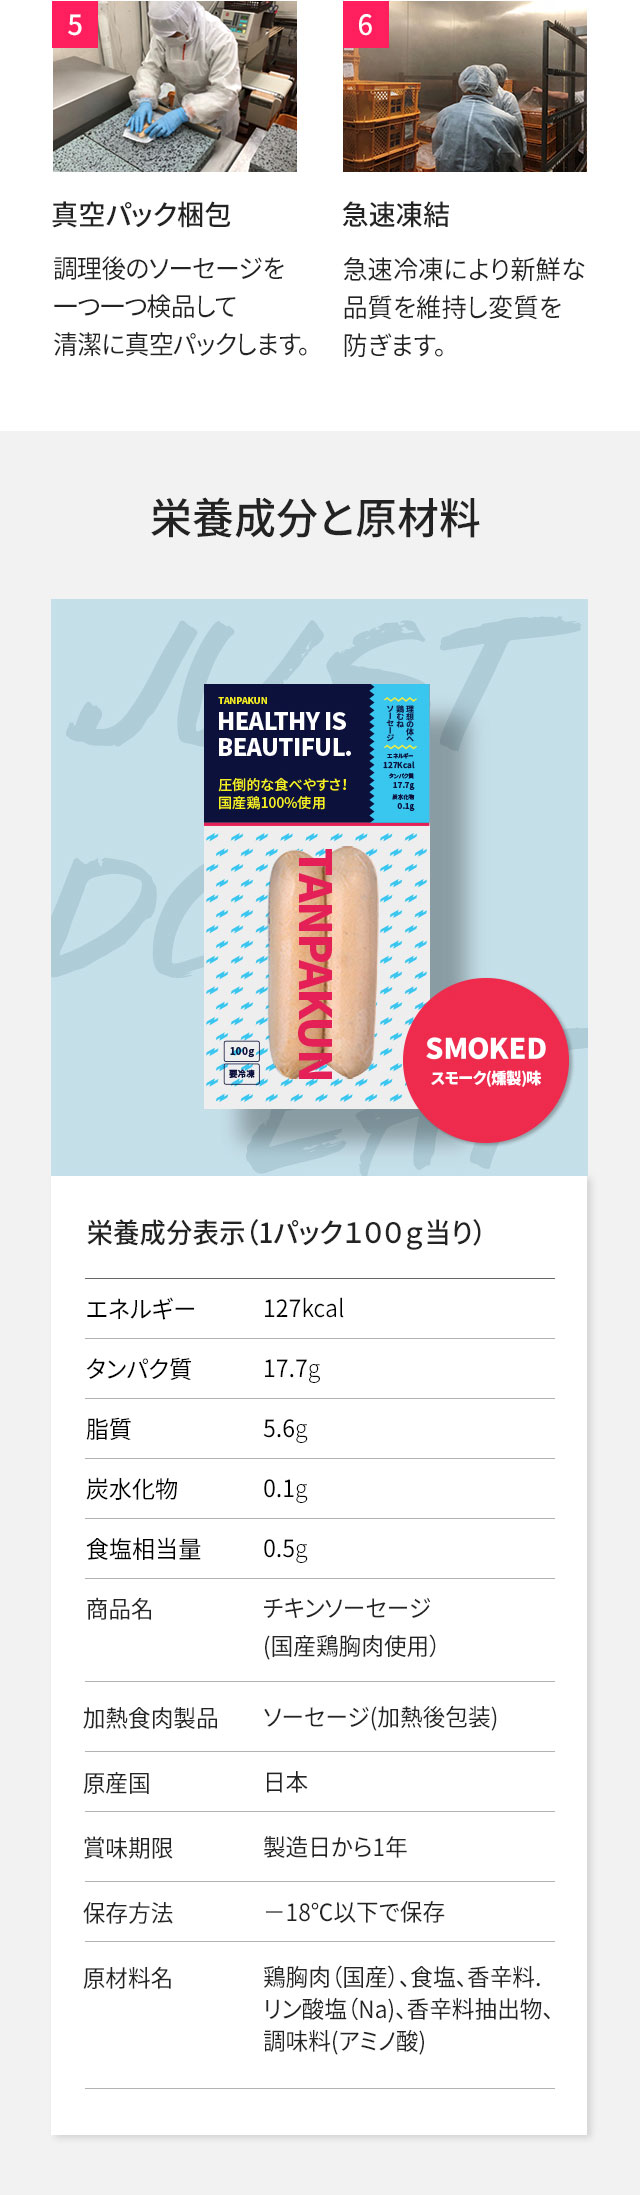 5
真空パック梱包
調理後のソーセージを
一つ一つ検品して
清潔に真空パックします。
6
急速凍結
急速冷凍により新鮮な
品質を維持し変質を
防ぎます。
栄養成分と原材料
JUST
DO
EAT
TANPAKUN
HEALTHY IS
BEAUTIFUL.
圧倒的な食べやすさ!
国産鶏100%使用
理想の体へ
鶏むね
ソーセージ
エネルギー
127Kcal
タンパク質
17.7g
炭水化物
0.1g
TANPAKUN
100g
要冷凍
SMOKED
スモーク(燻製)味
栄養成分表示(1パック100g当り)
エネルギー 127kcal
タンパク質 17.7g
脂質 5.6g
炭水化物 0.1g
食塩相当量 0.5g
商品名 チキンソーセージ
(国産鶏胸肉使用)
加熱食肉製品 ソーセージ(加熱後包装)
原産国 日本
賞味期限 製造日から1年
保存方法 －18℃以下で保存
原材料名 鶏胸肉(国産)、食塩、香辛料.
リン酸塩(Na)、香辛料抽出物、
調味料(アミノ酸)